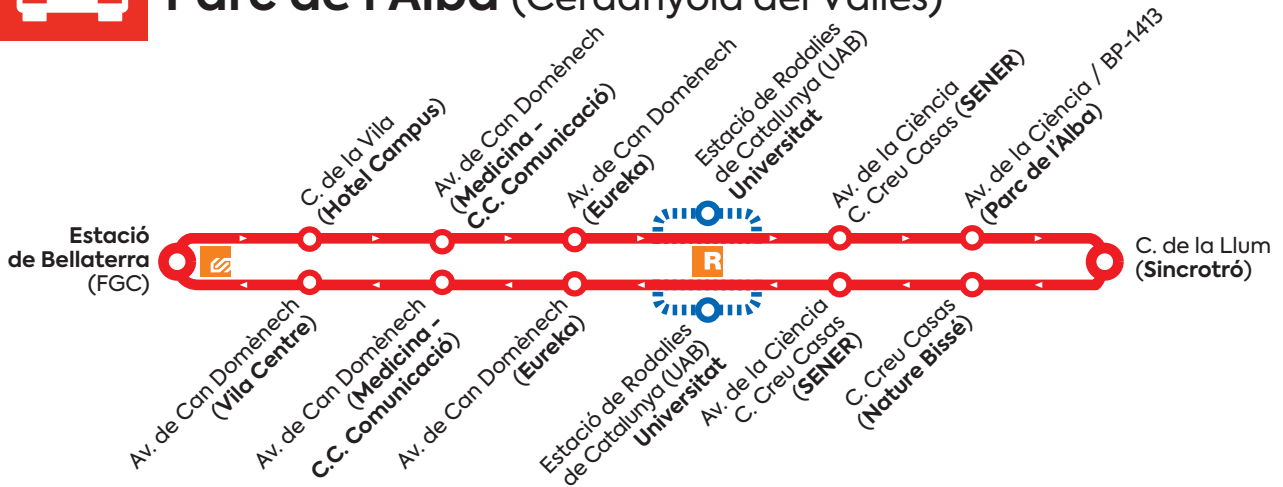 Parc de l'Alba (Cerdanyola del Vallès)
C. de la Vila
(Hotel Campus)
Av. de Can Domènech
(Medicina -
C.C. Comunicació)
Av. de Can Domènech
(Eureka)
Estació de Rodalies
de Catalunya (UAB)
Universitat
Av. de la Ciència
C. Creu Casas (SENER)
Av. de la Ciència / BP-1413
(Parc de l'Alba)
Estació
de Bellaterra
(FGC)
R
C. de la Llum
(Sincrotró)
Av. de Can Domènech
(Vila Centre)
Av. de Can Domènech
(Medicina -
C.C. Comunicació)
Av. de Can Domènech
(Eureka)
Estació de Rodalies
de Catalunya (UAB)
Universitat
Av. de la Ciència
C. Creu Casas
(SENER)
C. Creu Casas
(Nature Bissé)